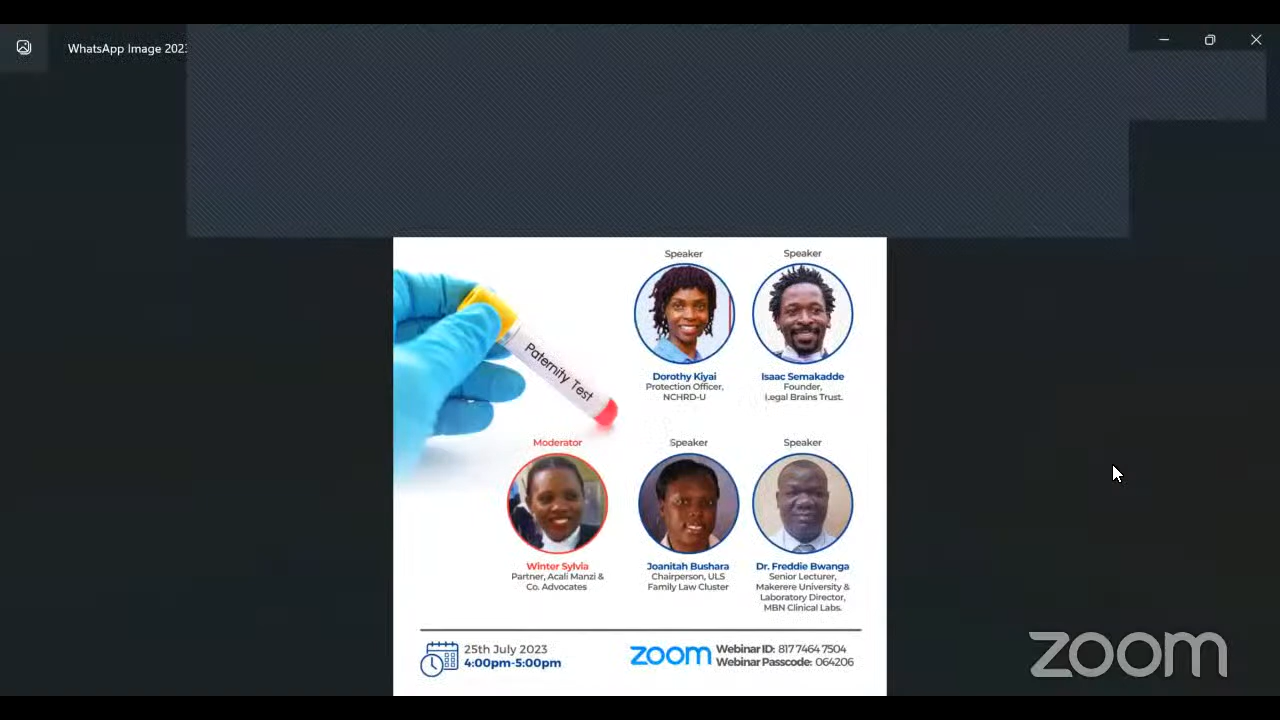 WhatsApp Image 2023
Speaker
Speaker
Paternity Test
Dorothy Kiyai
Protection Officer,
NCHRD-U
Isaac Semakadde
Founder,
Legal Brains Trust.
Moderator
Speaker
Speaker
Winter Sylvia
Partner, Acali Manzi &
Co. Advocates
Joanitah Bushara
Chairperson, ULS
Family Law Cluster
Dr. Freddie Bwanga
Senior Lecturer,
Makerere University &
Laboratory Director,
MBN Clinical Labs.
25th July 2023
4:00pm-5:00pm
zoom
Webinar ID: 817 7464 7504
Webinar Passcode: 064206
zoom